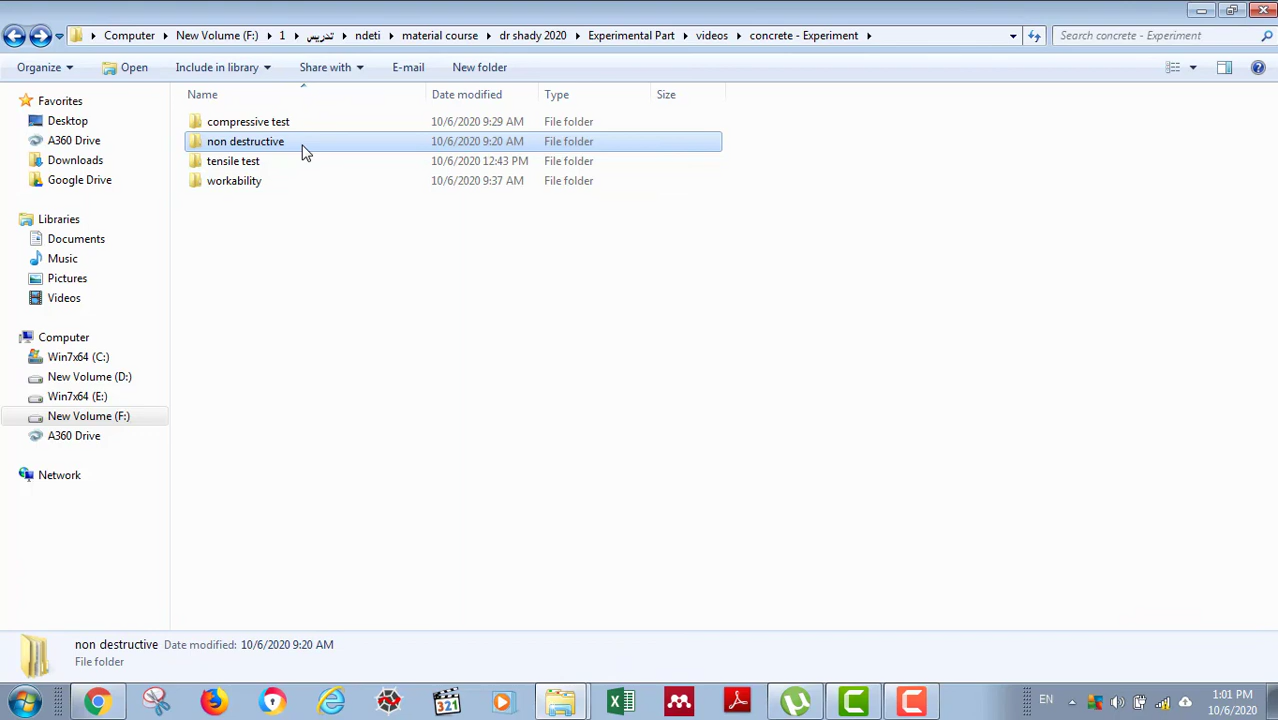 Computer New Volume (F:) 1 تدريس ndeti material course dr shady 2020 Experimental Part videos concrete - Experiment Search concrete - Experiment
Organize Open Include in library Share with E-mail New folder
Name Date modified Type Size
Favorites
Desktop
A360 Drive
Downloads
Google Drive
Libraries
Documents
Music
Pictures
Videos
Computer
Win7x64 (C:)
New Volume (D:)
Win7x64 (E:)
New Volume (F:)
A360 Drive
Network
compressive test 10/6/2020 9:29 AM File folder
non destructive 10/6/2020 9:20 AM File folder
tensile test 10/6/2020 12:43 PM File folder
workability 10/6/2020 9:37 AM File folder
non destructive Date modified: 10/6/2020 9:20 AM
File folder
321
EN
1:01 PM
10/6/2020